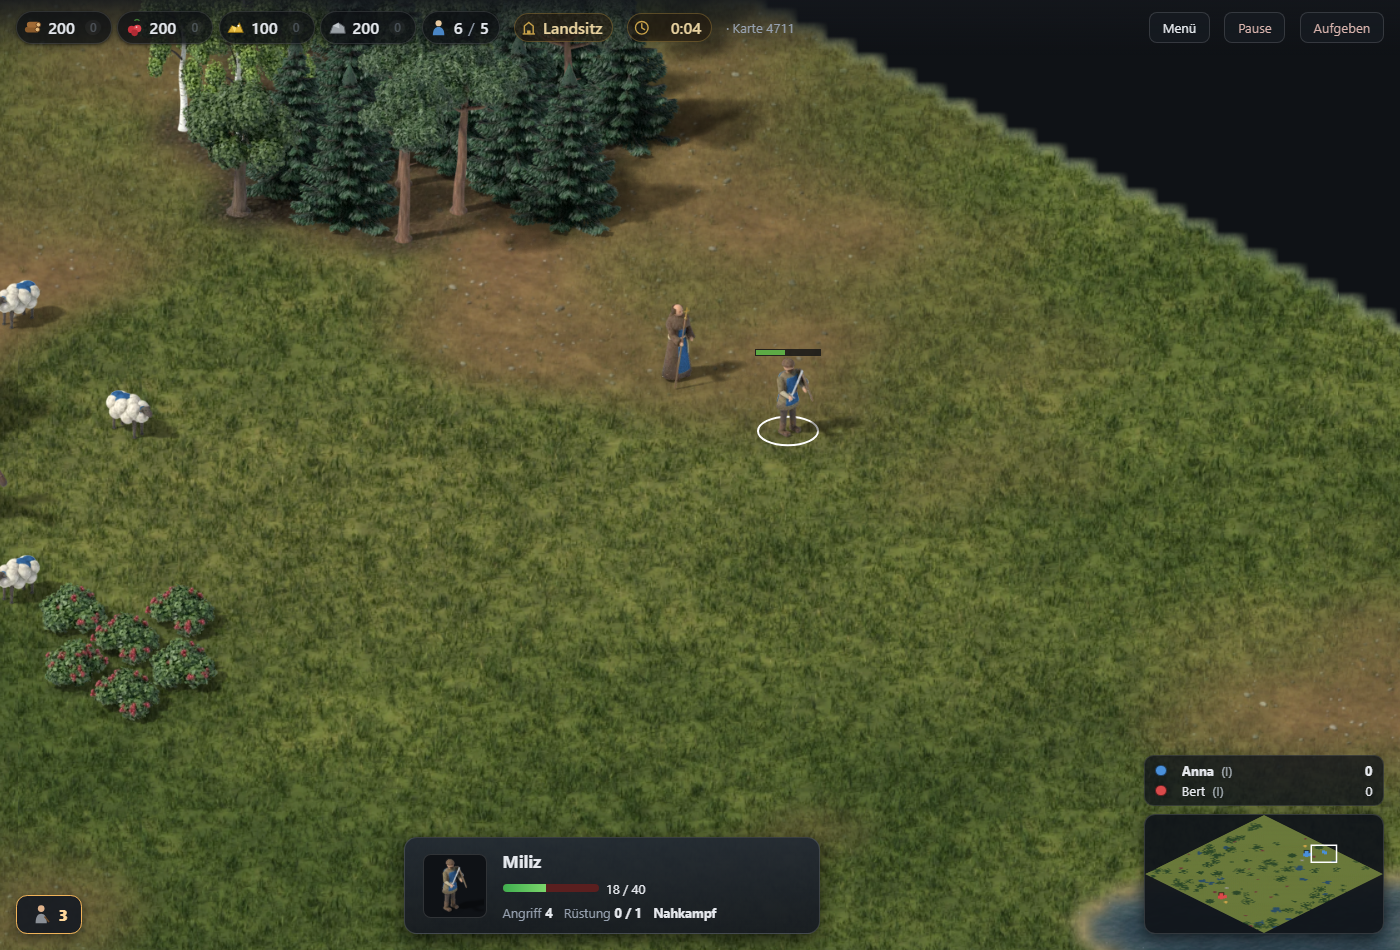 200 0 200 0 100 0 200 0 6 / 5 Landsitz 0:04 · Karte 4711 Menü Pause Aufgeben
Anna (I) 0
Bert (I) 0
Miliz
18 / 40
Angriff 4 Rüstung 0 / 1 Nahkampf
3